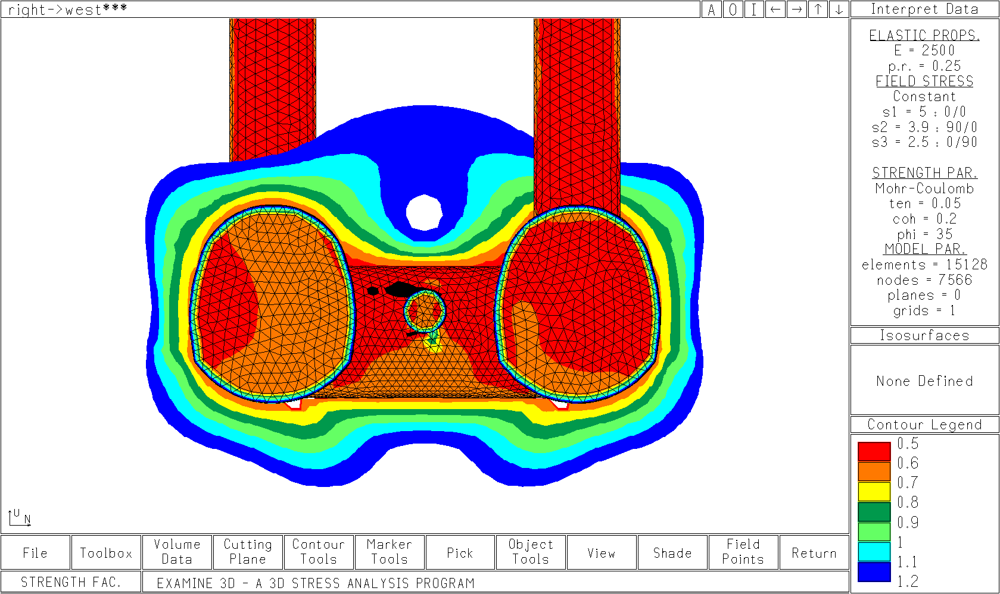 right->west***
A O I ← → ↑ ↓
Interpret Data
ELASTIC PROPS.
E = 2500
p.r. = 0.25
FIELD STRESS
Constant
s1 = 5 : 0/0
s2 = 3.9 : 90/0
s3 = 2.5 : 0/90
STRENGTH PAR.
Mohr-Coulomb
ten = 0.05
coh = 0.2
phi = 35
MODEL PAR.
elements = 15128
nodes = 7566
planes = 0
grids = 1
Isosurfaces
None Defined
Contour Legend
0.5
0.6
0.7
0.8
0.9
1
1.1
1.2
U
N
File
Toolbox
Volume
Data
Cutting
Plane
Contour
Tools
Marker
Tools
Pick
Object
Tools
View
Shade
Field
Points
Return
STRENGTH FAC.
EXAMINE 3D - A 3D STRESS ANALYSIS PROGRAM